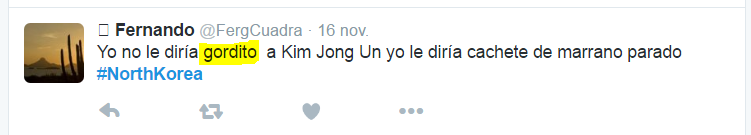 Fernando @FergCuadra · 16 nov.
Yo no le diría gordito a Kim Jong Un yo le diría cachete de marrano parado
#NorthKorea